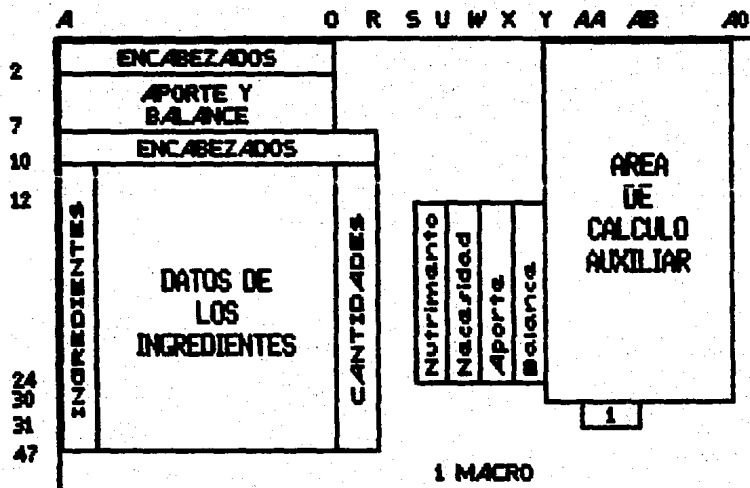 A O R S U W X Y AA AB AO
2
ENCABEZADOS
APORTE Y
BALANCE
7
ENCABEZADOS
10
12
INGREDIENTES
DATOS DE
LOS
INGREDIENTES
CANTIDADES
Nutrimento
Necesidad
Aporte
Balance
AREA
DE
CALCULO
AUXILIAR
24
30
31
47
1
1 MACRO